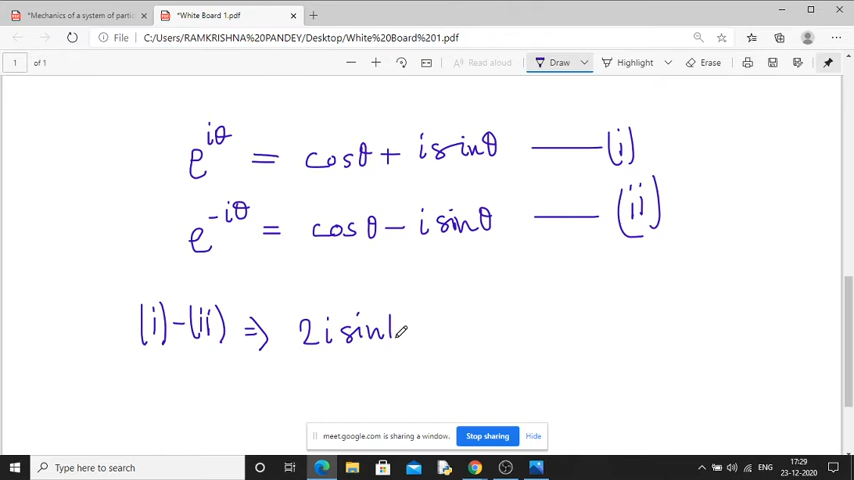 *Mechanics of a system of partic
*White Board 1.pdf
File
C:/Users/RAMKRISHNA%20PANDEY/Desktop/White%20Board%201.pdf
1 of 1
Read aloud
Draw
Highlight
Erase
e^{iθ} = cosθ + i sinθ —— (i)
e^{-iθ} = cosθ - i sinθ —— (ii)
(i) - (ii) => 2 i sin
meet.google.com is sharing a window.
Stop sharing
Hide
Type here to search
ENG
17:29
23-12-2020